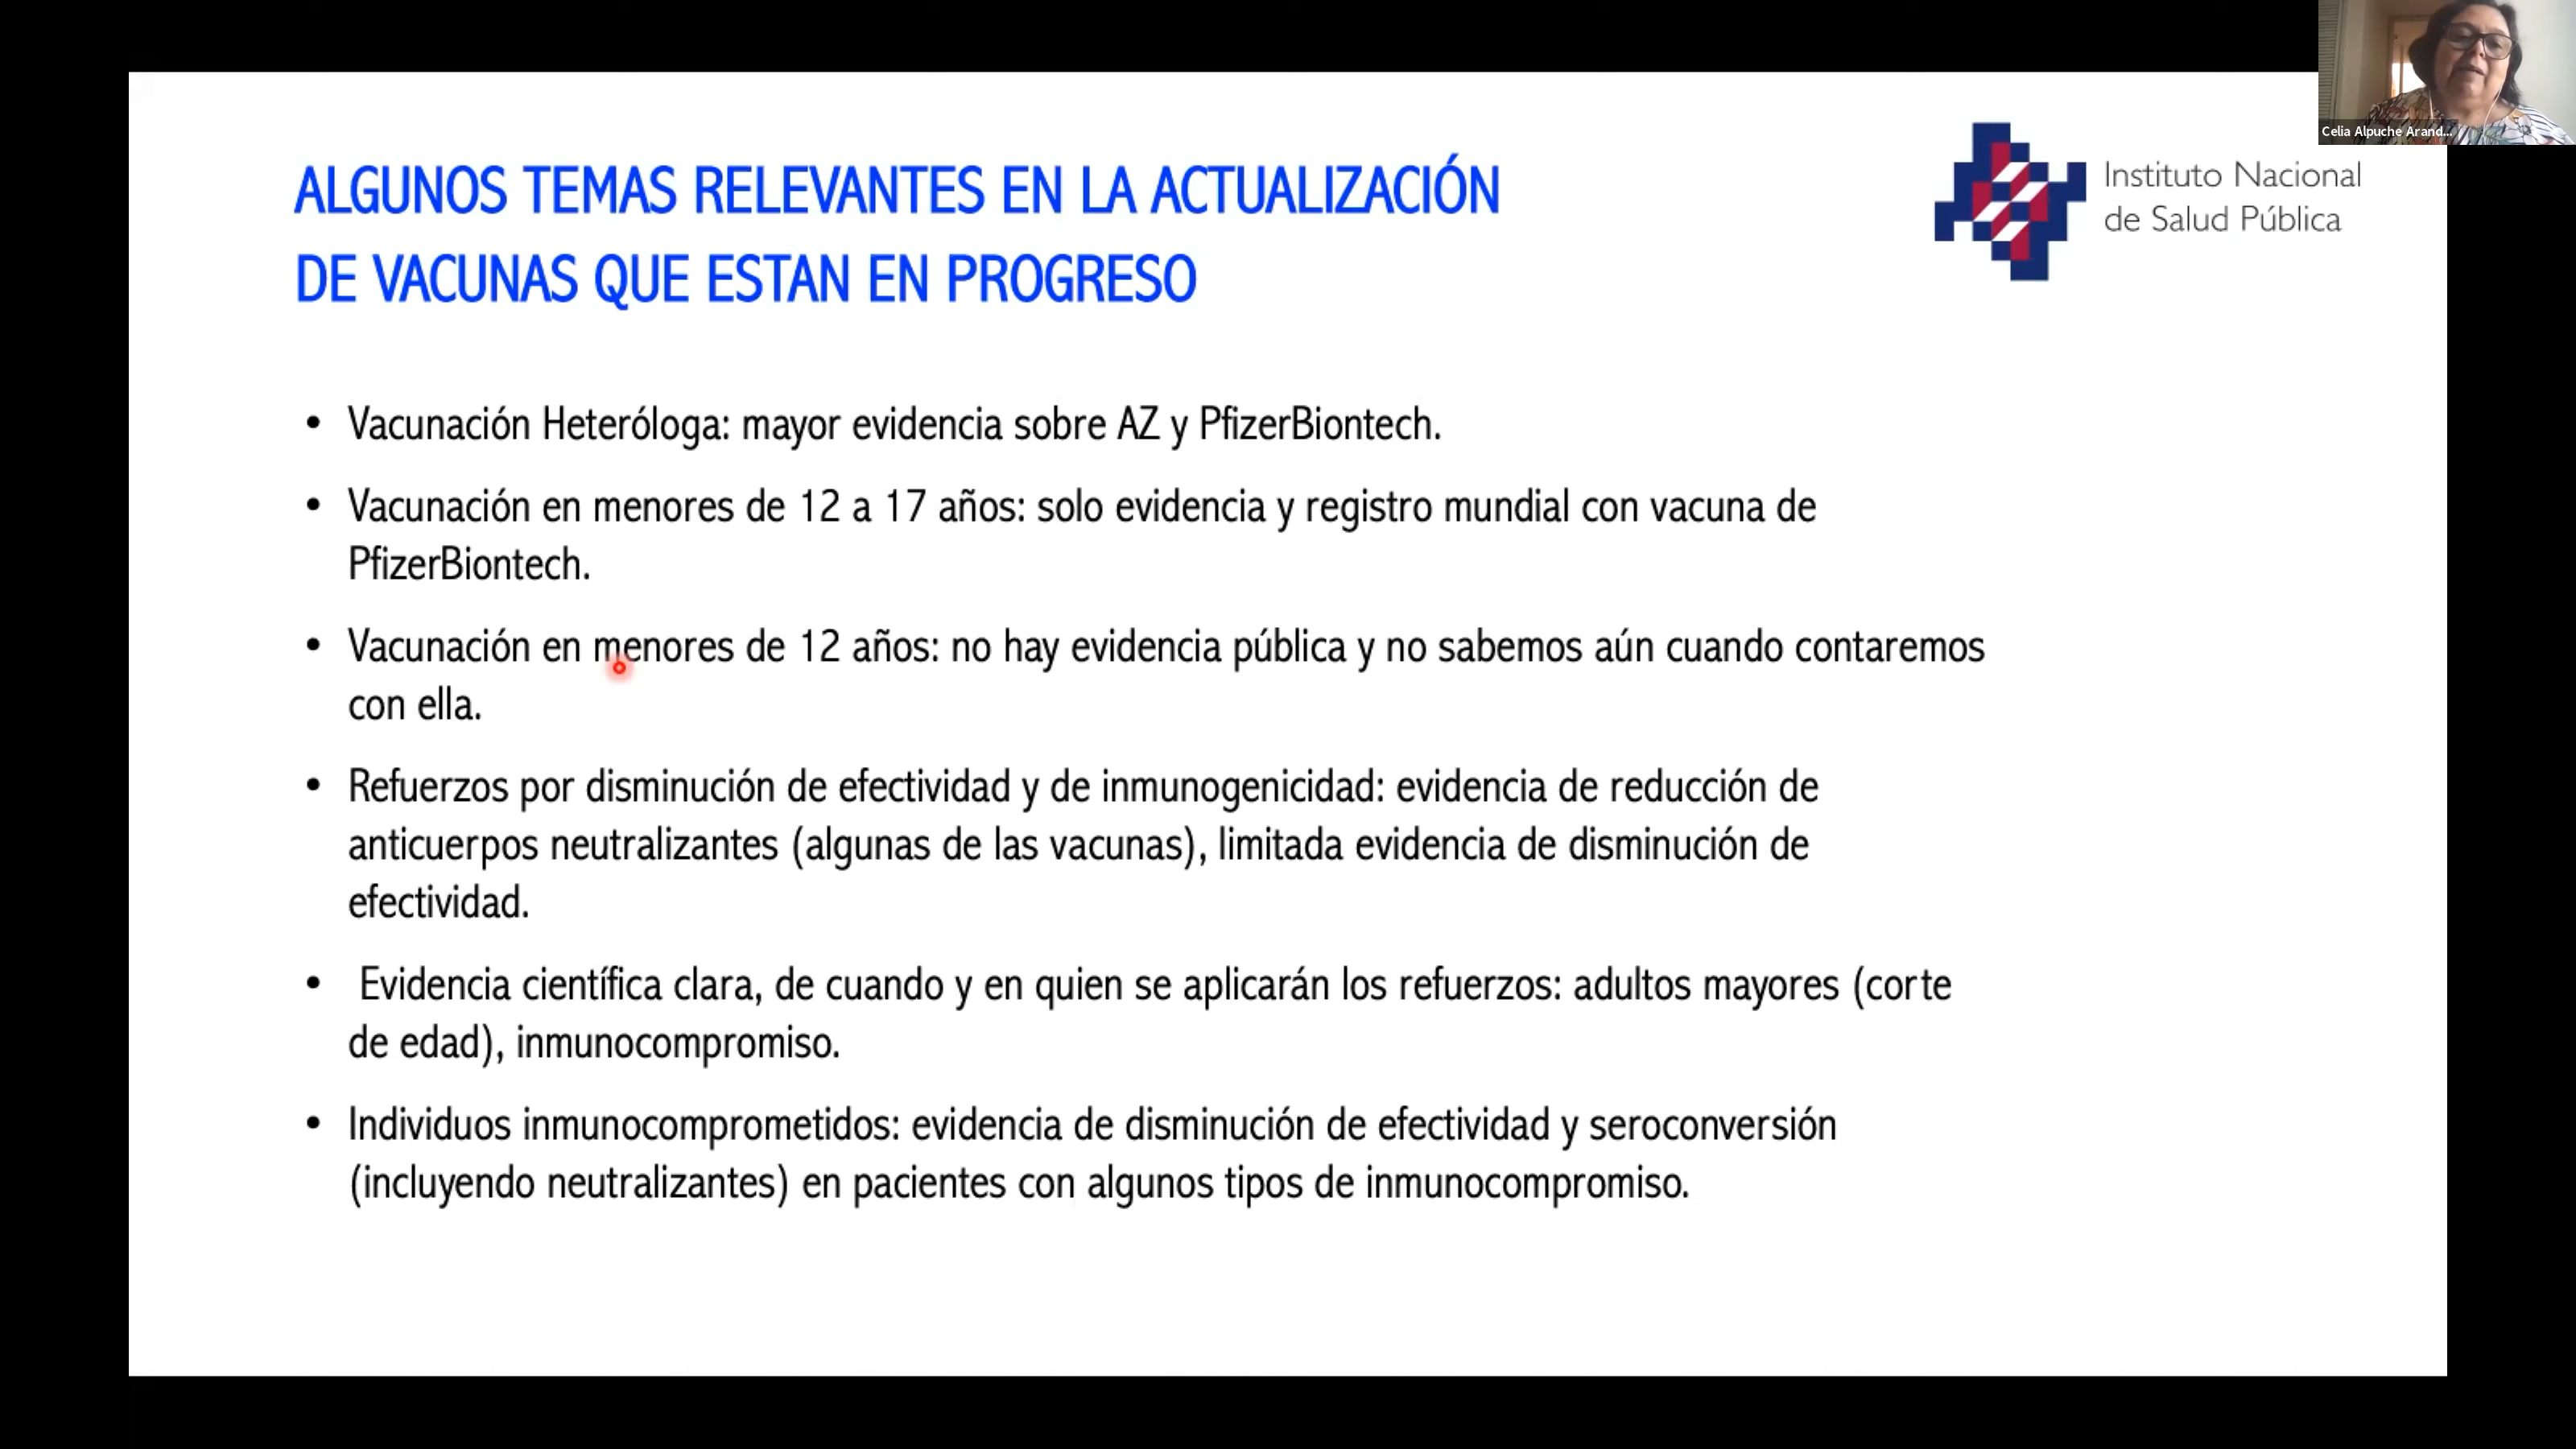 Celia Alpuche Arand...
ALGUNOS TEMAS RELEVANTES EN LA ACTUALIZACIÓN
DE VACUNAS QUE ESTAN EN PROGRESO
Instituto Nacional
de Salud Pública
• Vacunación Heteróloga: mayor evidencia sobre AZ y PfizerBiontech.
• Vacunación en menores de 12 a 17 años: solo evidencia y registro mundial con vacuna de
PfizerBiontech.
• Vacunación en menores de 12 años: no hay evidencia pública y no sabemos aún cuando contaremos
con ella.
• Refuerzos por disminución de efectividad y de inmunogenicidad: evidencia de reducción de
anticuerpos neutralizantes (algunas de las vacunas), limitada evidencia de disminución de
efectividad.
• Evidencia científica clara, de cuando y en quien se aplicarán los refuerzos: adultos mayores (corte
de edad), inmunocompromiso.
• Individuos inmunocomprometidos: evidencia de disminución de efectividad y seroconversión
(incluyendo neutralizantes) en pacientes con algunos tipos de inmunocompromiso.